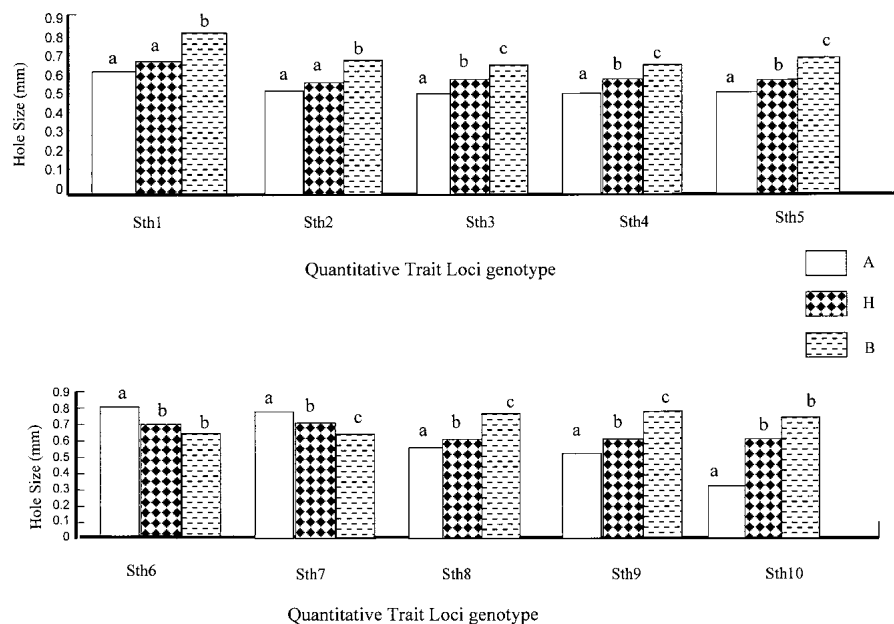 0.9
0.8
0.7
0.6
0.5
0.4
0.3
0.2
0.1
0
Hole Size (mm)
a a b
a a b
a b c
a b b
a b c
Sth1 Sth2 Sth3 Sth4 Sth5
Quantitative Trait Loci genotype
A
H
B
0.9
0.8
0.7
0.6
0.5
0.4
0.3
0.2
0.1
0
Hole Size (mm)
a b b
a b c
a b c
a b c
a b b
Sth6 Sth7 Sth8 Sth9 Sth10
Quantitative Trait Loci genotype